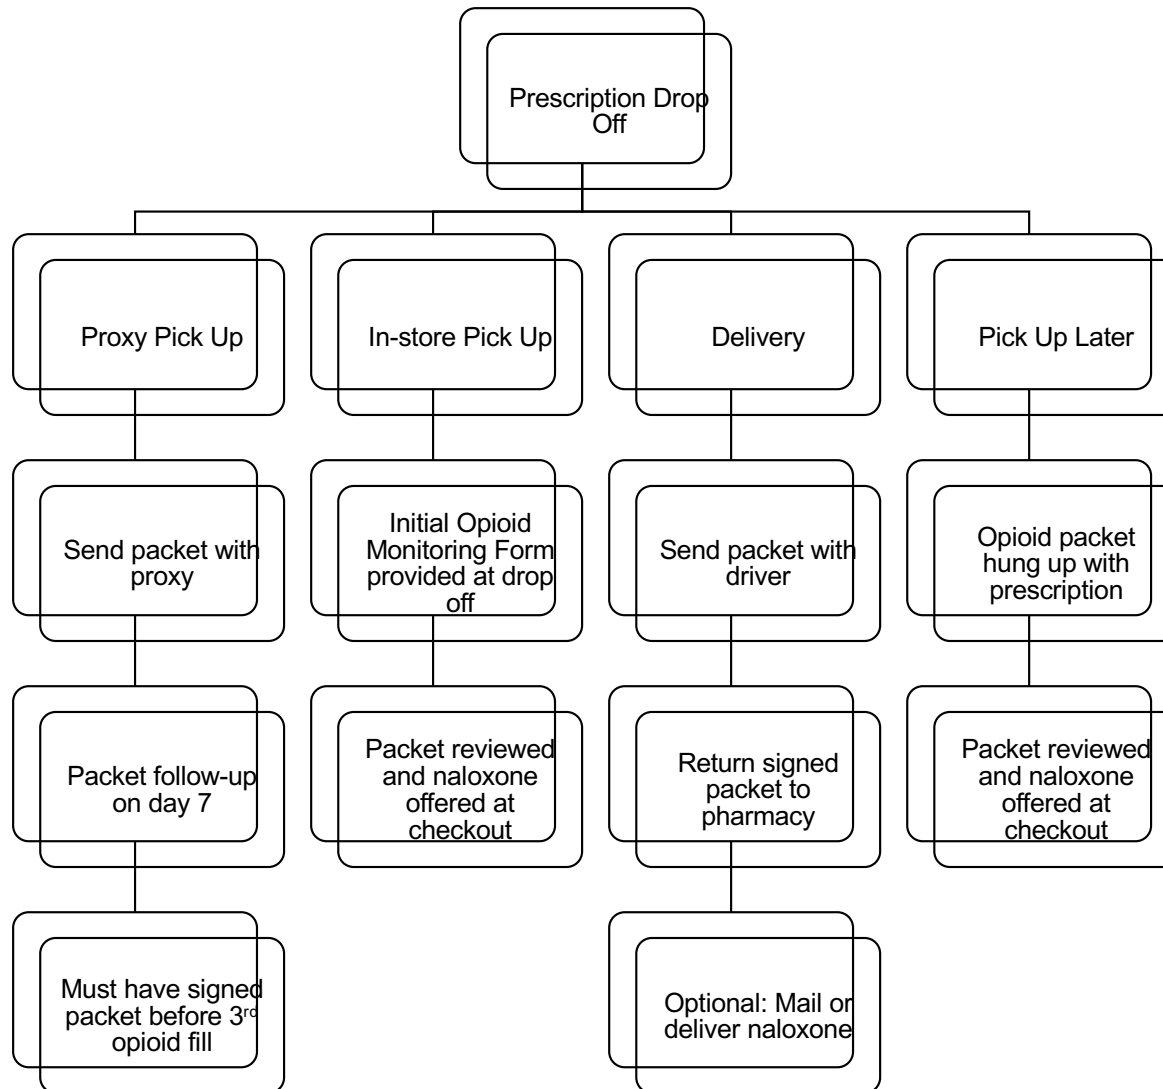 Prescription Drop
Off
Proxy Pick Up
In-store Pick Up
Delivery
Pick Up Later
Send packet with
proxy
Initial Opioid
Monitoring Form
provided at drop
off
Send packet with
driver
Opioid packet
hung up with
prescription
Packet follow-up
on day 7
Packet reviewed
and naloxone
offered at
checkout
Return signed
packet to
pharmacy
Packet reviewed
and naloxone
offered at
checkout
Must have signed
packet before 3rd
opioid fill
Optional: Mail or
deliver naloxone